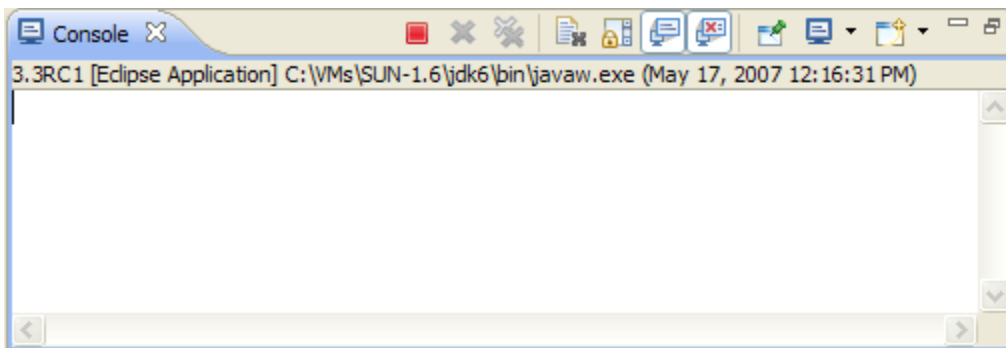 Console
3.3RC1 [Eclipse Application] C:\VMs\SUN-1.6\jdk6\bin\javaw.exe (May 17, 2007 12:16:31 PM)